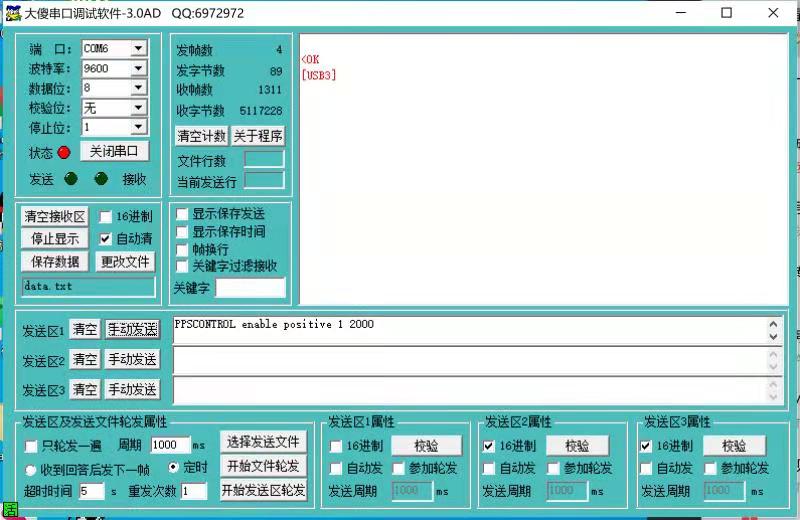 大傻串口调试软件-3.0AD QQ:6972972
端 口: COM6
波特率: 9600
数据位: 8
校验位: 无
停止位: 1
状态 关闭串口
发送 接收
发帧数 4
发字节数 89
收帧数 1311
收字节数 5117228
清空计数 关于程序
文件行数
当前发送行
<OK
[USB3]
清空接收区 16进制
停止显示 自动清
保存数据 更改文件
data.txt
显示保存发送
显示保存时间
帧换行
关键字过滤接收
关键字
发送区1 清空 手动发送 PPSCONTROL enable positive 1 2000
发送区2 清空 手动发送
发送区3 清空 手动发送
发送区及发送文件轮发属性
只轮发一遍 周期 1000 ms 选择发送文件
收到回答后发下一帧 定时 开始文件轮发
超时时间 5 s 重发次数 1 开始发送区轮发
发送区1属性
16进制 校验
自动发 参加轮发
发送周期 1000 ms
发送区2属性
16进制 校验
自动发 参加轮发
发送周期 1000 ms
发送区3属性
16进制 校验
自动发 参加轮发
发送周期 1000 ms